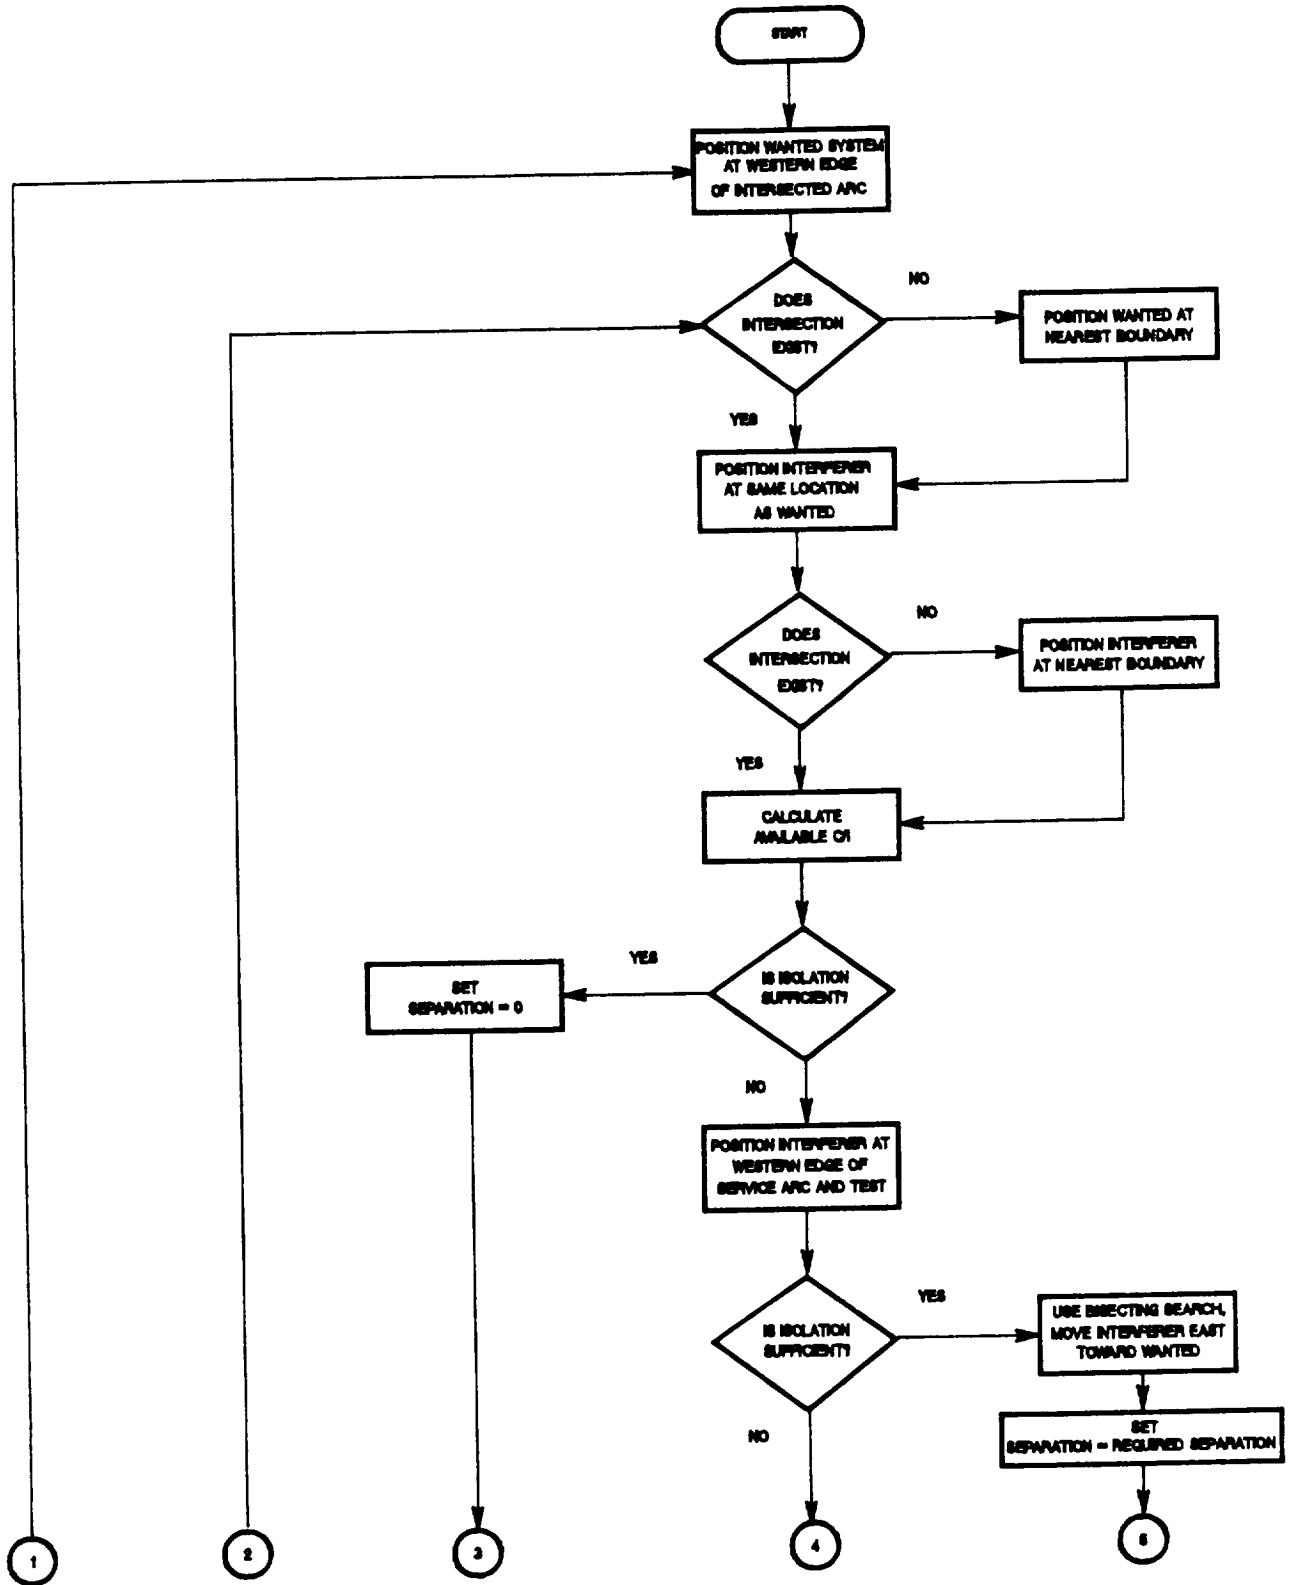 START
POSITION WANTED SYSTEM
AT WESTERN EDGE
OF INTERSECTED ARC
DOES
INTERSECTION
EXIST?
NO
POSITION WANTED AT
NEAREST BOUNDARY
YES
POSITION INTERFERER
AT SAME LOCATION
AS WANTED
DOES
INTERSECTION
EXIST?
NO
POSITION INTERFERER
AT NEAREST BOUNDARY
YES
CALCULATE
AVAILABLE C/I
IS ISOLATION
SUFFICIENT?
YES
SET
SEPARATION = 0
NO
POSITION INTERFERER AT
WESTERN EDGE OF
SERVICE ARC AND TEST
IS ISOLATION
SUFFICIENT?
YES
USE BISECTING SEARCH,
MOVE INTERFERER EAST
TOWARD WANTED
SET
SEPARATION = REQUIRED SEPARATION
NO
1
2
3
4
5